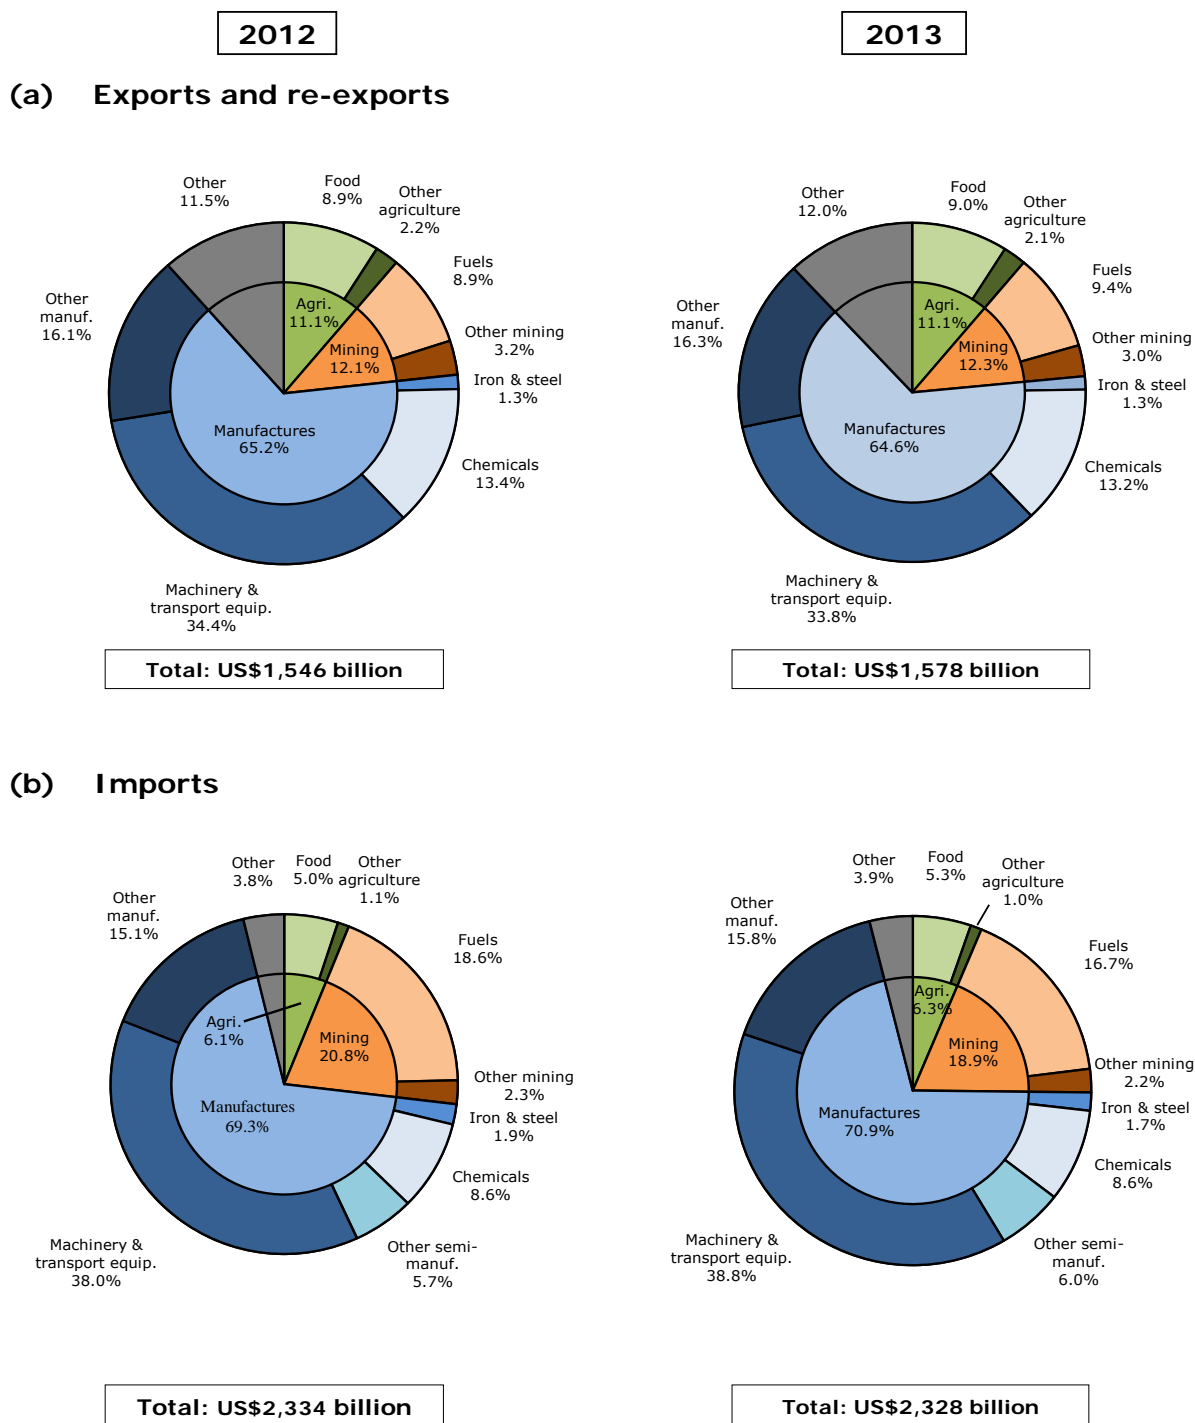 2012
2013
(a) Exports and re-exports
Other
11.5%
Food
8.9%
Other
agriculture
2.2%
Fuels
8.9%
Other
manuf.
16.1%
Agri.
11.1%
Mining
12.1%
Other mining
3.2%
Iron & steel
1.3%
Manufactures
65.2%
Chemicals
13.4%
Machinery &
transport equip.
34.4%
Total: US$1,546 billion
Other
12.0%
Food
9.0%
Other
agriculture
2.1%
Fuels
9.4%
Other
manuf.
16.3%
Agri.
11.1%
Mining
12.3%
Other mining
3.0%
Iron & steel
1.3%
Manufactures
64.6%
Chemicals
13.2%
Machinery &
transport equip.
33.8%
Total: US$1,578 billion
(b) Imports
Other
3.8%
Food
5.0%
Other
agriculture
1.1%
Other
manuf.
15.1%
Fuels
18.6%
Agri.
6.1%
Mining
20.8%
Other mining
2.3%
Manufactures
69.3%
Iron & steel
1.9%
Chemicals
8.6%
Machinery &
transport equip.
38.0%
Other semi-
manuf.
5.7%
Total: US$2,334 billion
Other
3.9%
Food
5.3%
Other
agriculture
1.0%
Other
manuf.
15.8%
Fuels
16.7%
Agri.
6.3%
Mining
18.9%
Other mining
2.2%
Manufactures
70.9%
Iron & steel
1.7%
Chemicals
8.6%
Machinery &
transport equip.
38.8%
Other semi-
manuf.
6.0%
Total: US$2,328 billion